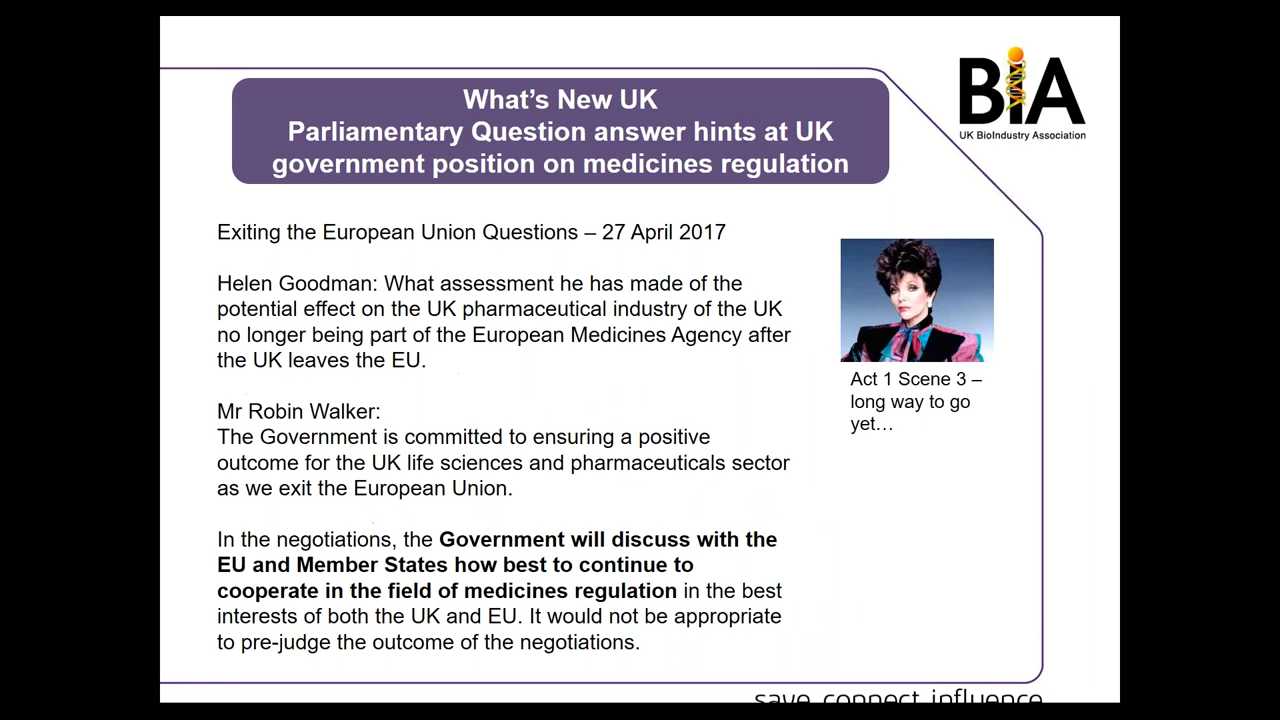 BIA
UK BioIndustry Association
What’s New UK
Parliamentary Question answer hints at UK
government position on medicines regulation
Exiting the European Union Questions – 27 April 2017
Helen Goodman: What assessment he has made of the
potential effect on the UK pharmaceutical industry of the UK
no longer being part of the European Medicines Agency after
the UK leaves the EU.
Mr Robin Walker:
The Government is committed to ensuring a positive
outcome for the UK life sciences and pharmaceuticals sector
as we exit the European Union.
In the negotiations, the Government will discuss with the
EU and Member States how best to continue to
cooperate in the field of medicines regulation in the best
interests of both the UK and EU. It would not be appropriate
to pre-judge the outcome of the negotiations.
Act 1 Scene 3 –
long way to go
yet…
save connect influence